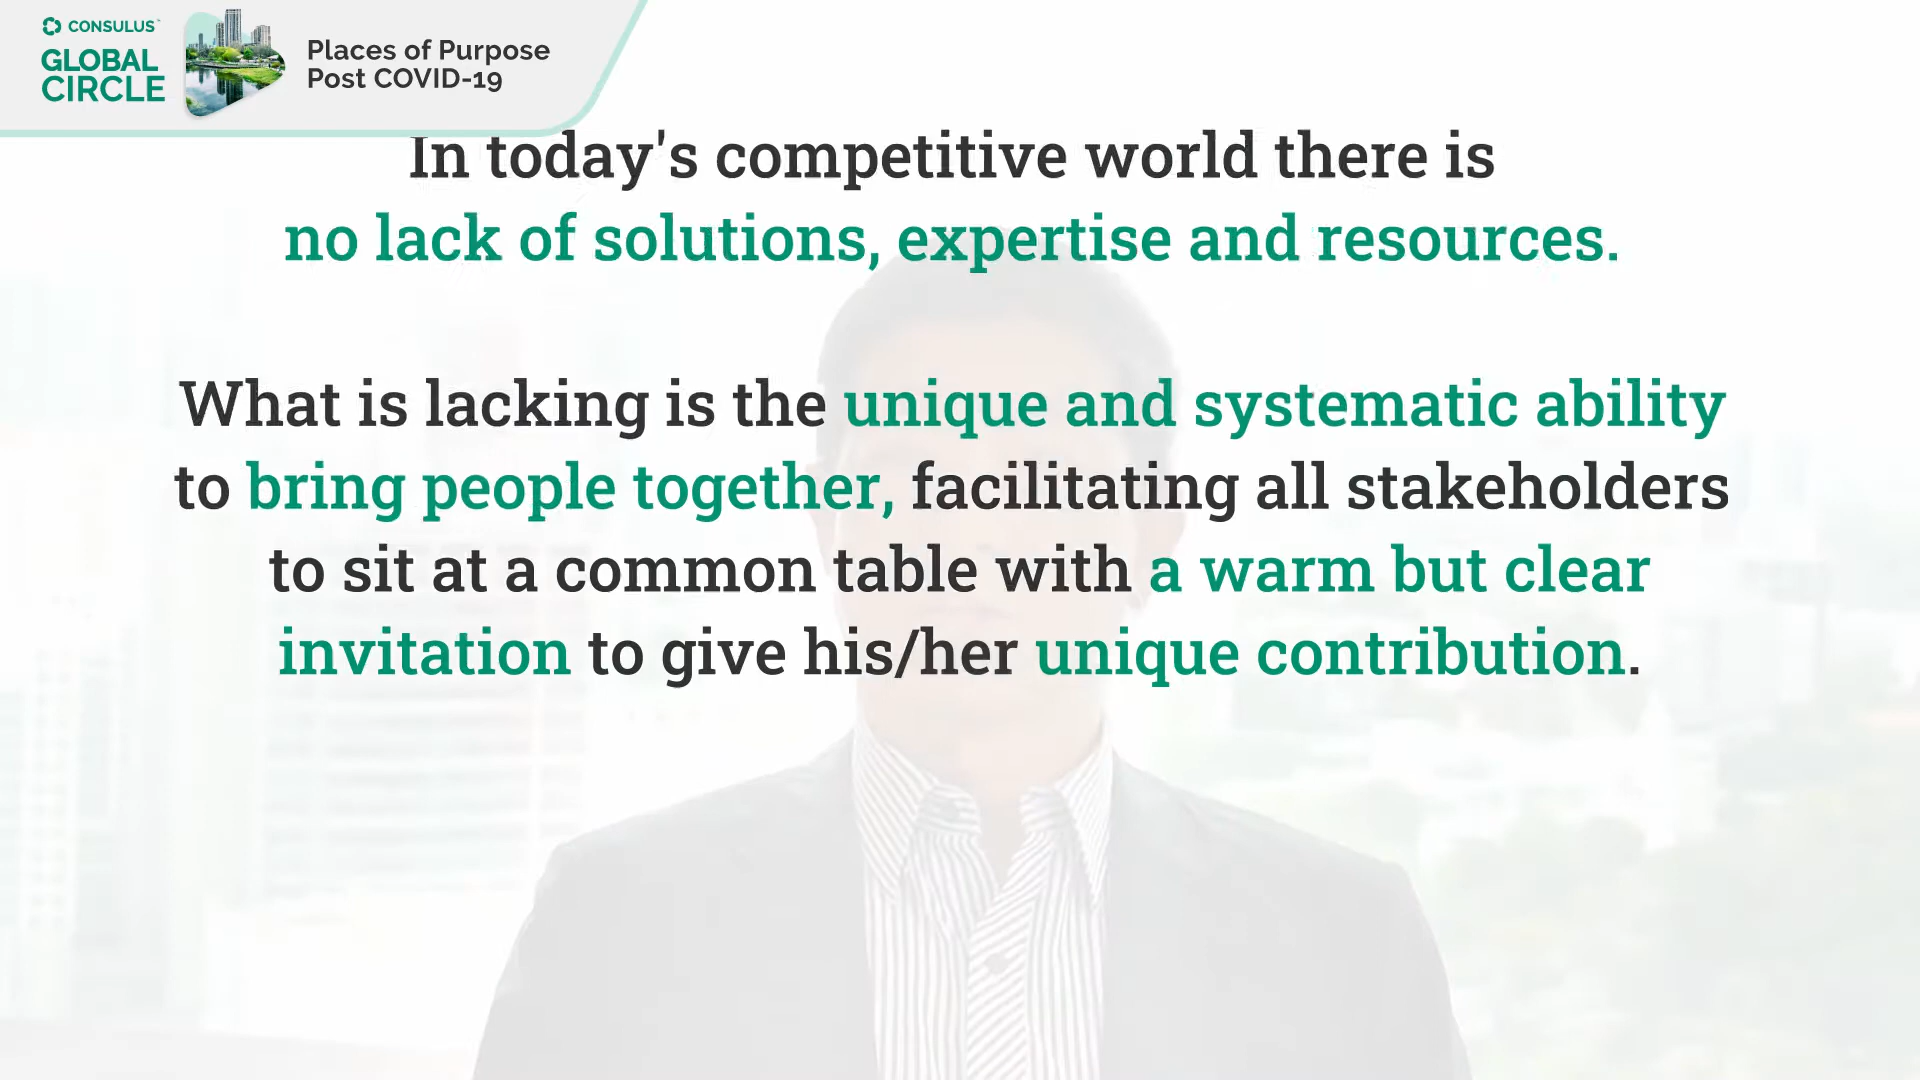 CONSULUS
GLOBAL
CIRCLE
Places of Purpose
Post COVID-19
In today's competitive world there is
no lack of solutions, expertise and resources.
What is lacking is the unique and systematic ability
to bring people together, facilitating all stakeholders
to sit at a common table with a warm but clear
invitation to give his/her unique contribution.